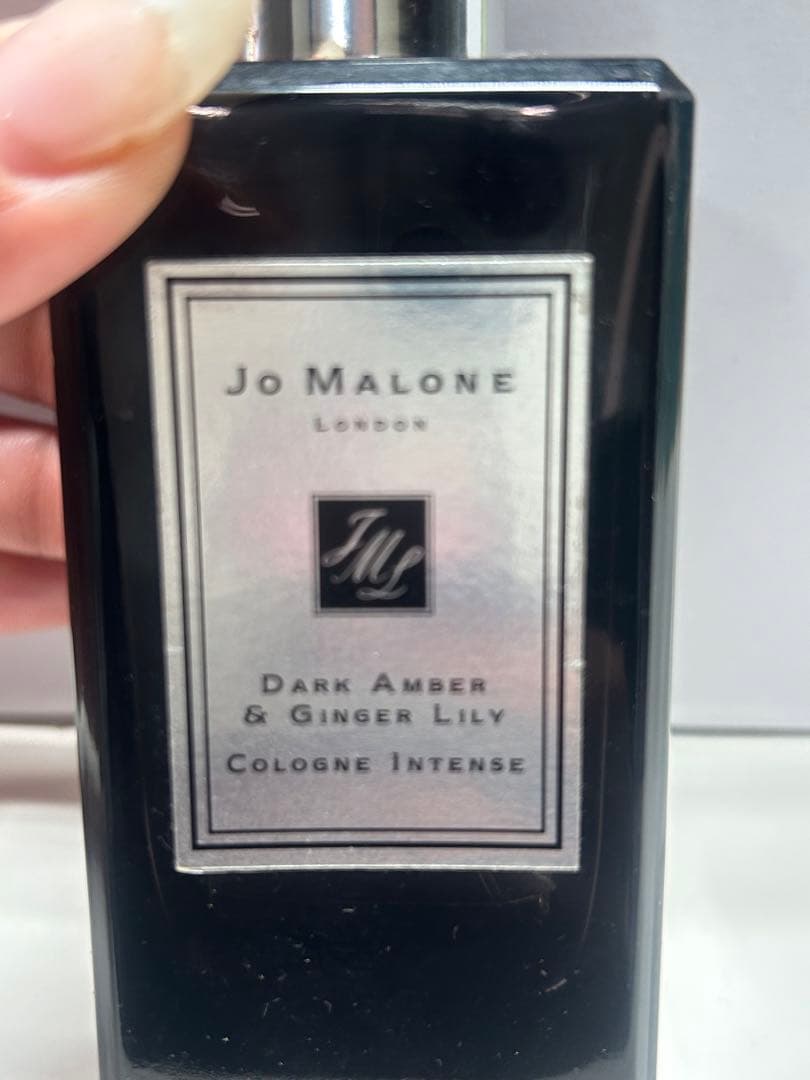 Jo Malone
London
JML
Dark Amber
& Ginger Lily
Cologne Intense